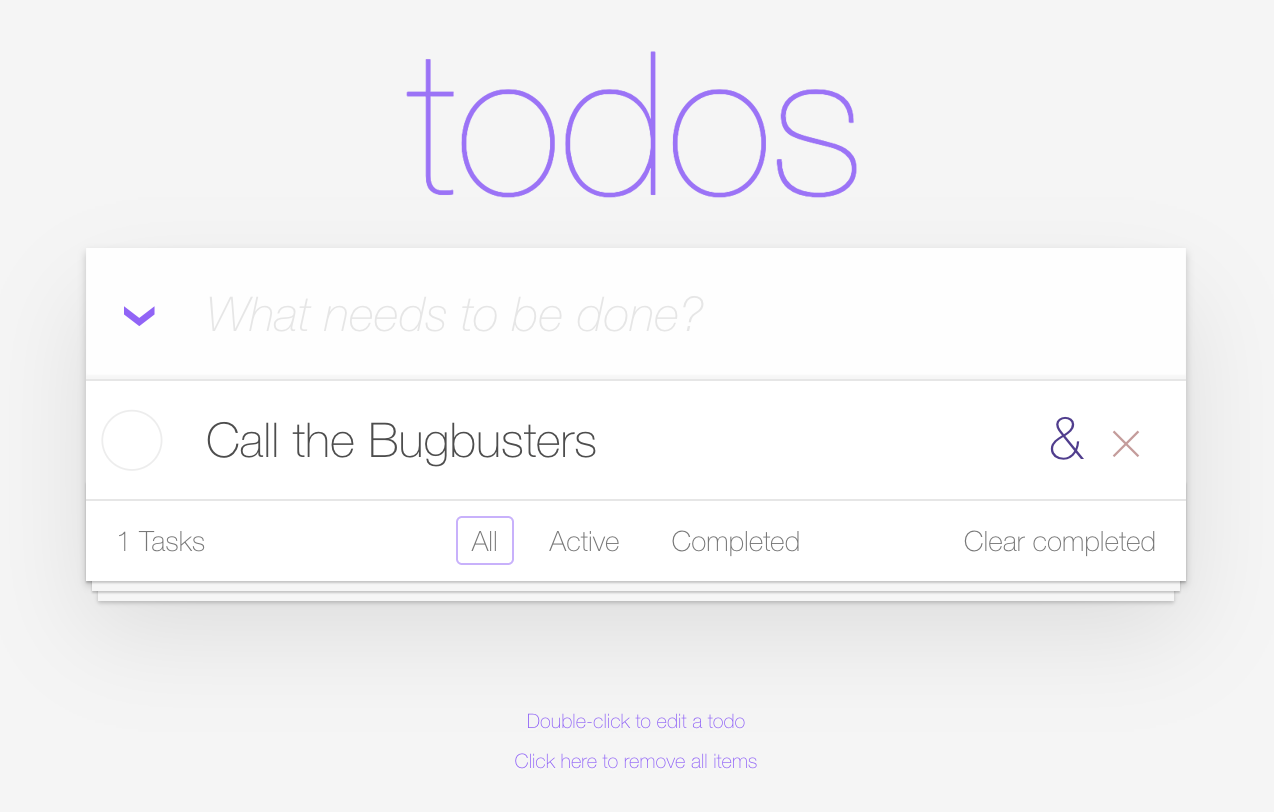 todos
What needs to be done?
Call the Bugbusters &
1 Tasks All Active Completed Clear completed
Double-click to edit a todo
Click here to remove all items